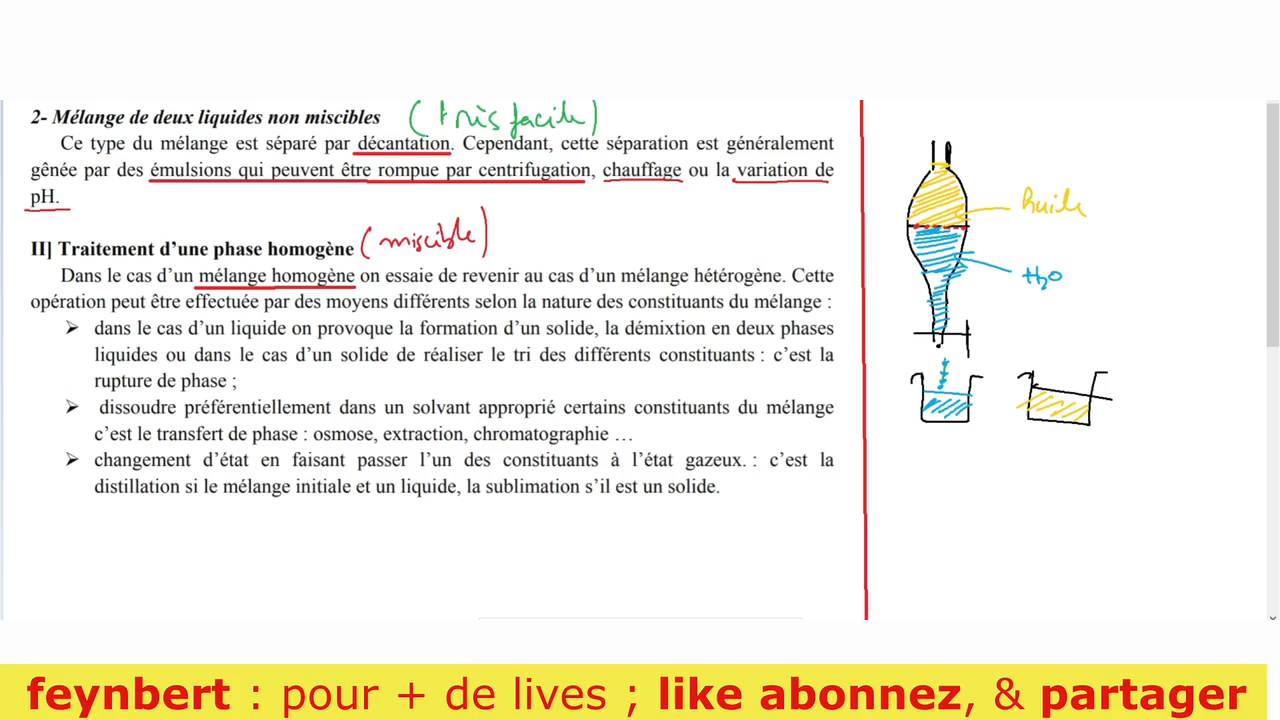 2- Mélange de deux liquides non miscibles (très facile)
Ce type du mélange est séparé par décantation. Cependant, cette séparation est généralement
gênée par des émulsions qui peuvent être rompue par centrifugation, chauffage ou la variation de
pH.
II] Traitement d’une phase homogène (miscible)
Dans le cas d’un mélange homogène on essaie de revenir au cas d’un mélange hétérogène. Cette
opération peut être effectuée par des moyens différents selon la nature des constituants du mélange :
➢ dans le cas d’un liquide on provoque la formation d’un solide, la démixtion en deux phases
liquides ou dans le cas d’un solide de réaliser le tri des différents constituants : c’est la
rupture de phase ;
➢ dissoudre préférentiellement dans un solvant approprié certains constituants du mélange
c’est le transfert de phase : osmose, extraction, chromatographie …
➢ changement d’état en faisant passer l’un des constituants à l’état gazeux. : c’est la
distillation si le mélange initiale et un liquide, la sublimation s’il est un solide.
huile
H2O
feynbert : pour + de lives ; like abonnez, & partager